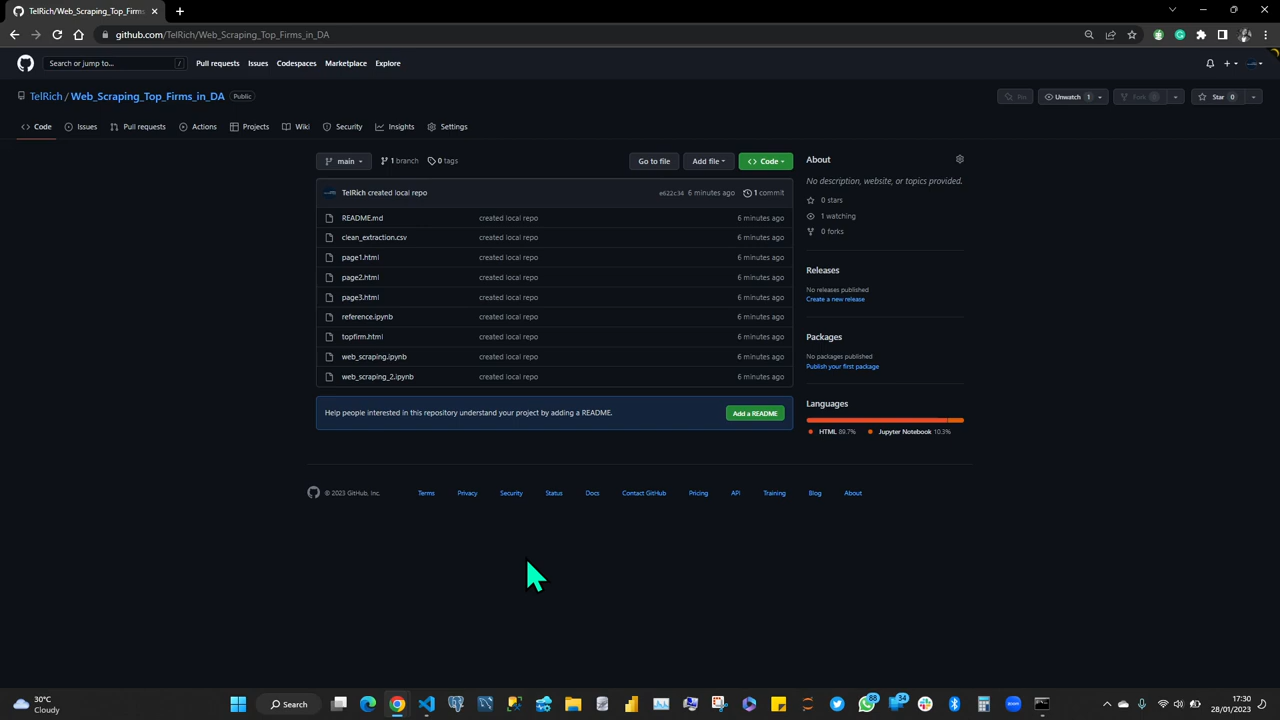 TelRich/Web_Scraping_Top_Firms
github.com/TelRich/Web_Scraping_Top_Firms_in_DA
Search or jump to... / Pull requests Issues Codespaces Marketplace Explore
TelRich / Web_Scraping_Top_Firms_in_DA Public
Pin Unwatch 1 Fork 0 Star 0
Code Issues Pull requests Actions Projects Wiki Security Insights Settings
main 1 branch 0 tags Go to file Add file Code
TelRich created local repo e622c34 6 minutes ago 1 commit
README.md created local repo 6 minutes ago
clean_extraction.csv created local repo 6 minutes ago
page1.html created local repo 6 minutes ago
page2.html created local repo 6 minutes ago
page3.html created local repo 6 minutes ago
reference.ipynb created local repo 6 minutes ago
topfirm.html created local repo 6 minutes ago
web_scraping.ipynb created local repo 6 minutes ago
web_scraping_2.ipynb created local repo 6 minutes ago
Help people interested in this repository understand your project by adding a README. Add a README
About
No description, website, or topics provided.
0 stars
1 watching
0 forks
Releases
No releases published
Create a new release
Packages
No packages published
Publish your first package
Languages
HTML 89.7% Jupyter Notebook 10.3%
© 2023 GitHub, Inc. Terms Privacy Security Status Docs Contact GitHub Pricing API Training Blog About
30°C
Cloudy
Search
88
34
zoom
17:30
28/01/2023